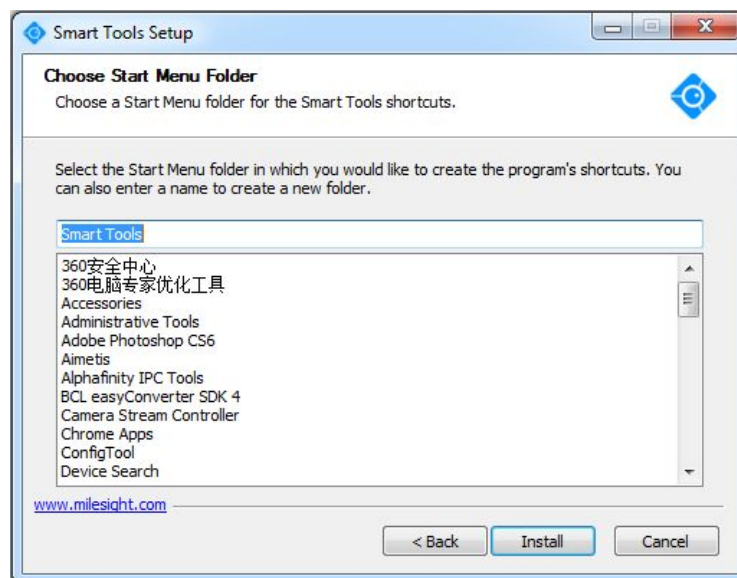 Smart Tools Setup
Choose Start Menu Folder
Choose a Start Menu folder for the Smart Tools shortcuts.
Select the Start Menu folder in which you would like to create the program's shortcuts. You
can also enter a name to create a new folder.
Smart Tools
360安全中心
360电脑专家优化工具
Accessories
Administrative Tools
Adobe Photoshop CS6
Aimetis
Alphafinity IPC Tools
BCL easyConverter SDK 4
Camera Stream Controller
Chrome Apps
ConfigTool
Device Search
www.milesight.com
< Back
Install
Cancel